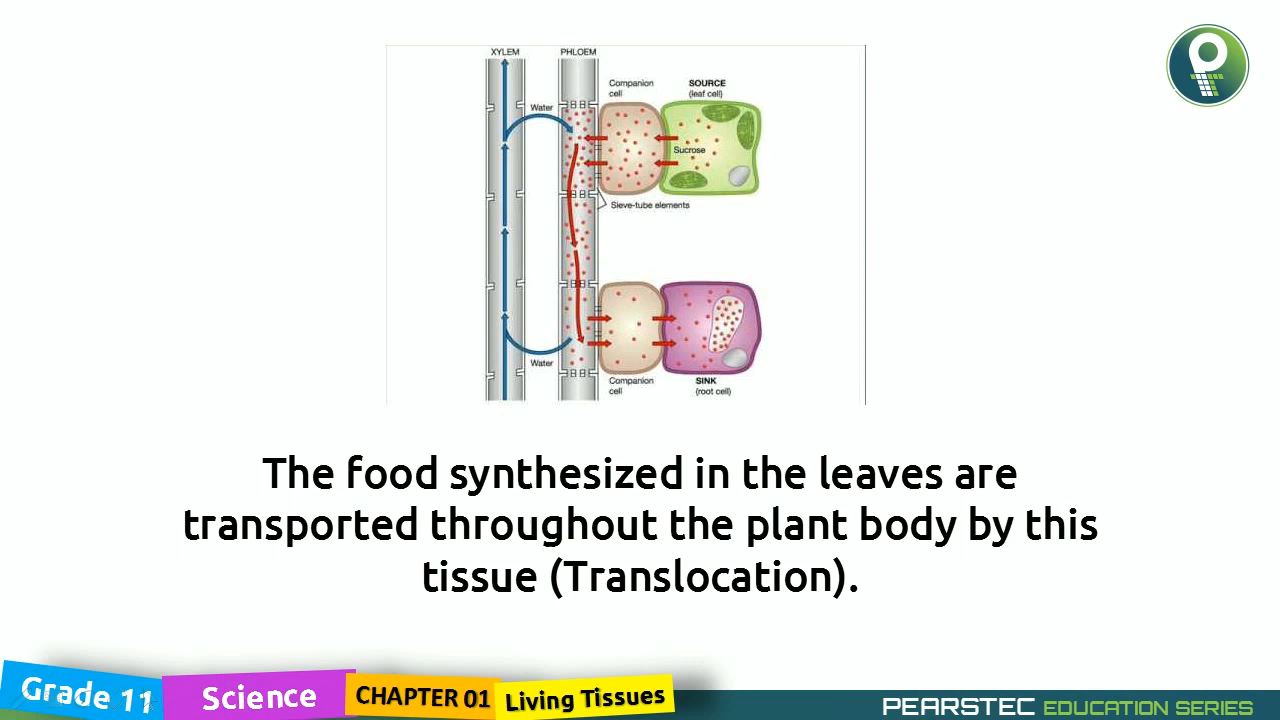 XYLEM
PHLOEM
Companion
cell
SOURCE
(leaf cell)
Water
Sucrose
Sieve-tube elements
Water
Companion
cell
SINK
(root cell)
The food synthesized in the leaves are
transported throughout the plant body by this
tissue (Translocation).
Grade 11
Science
CHAPTER 01
Living Tissues
PEARSTEC EDUCATION SERIES